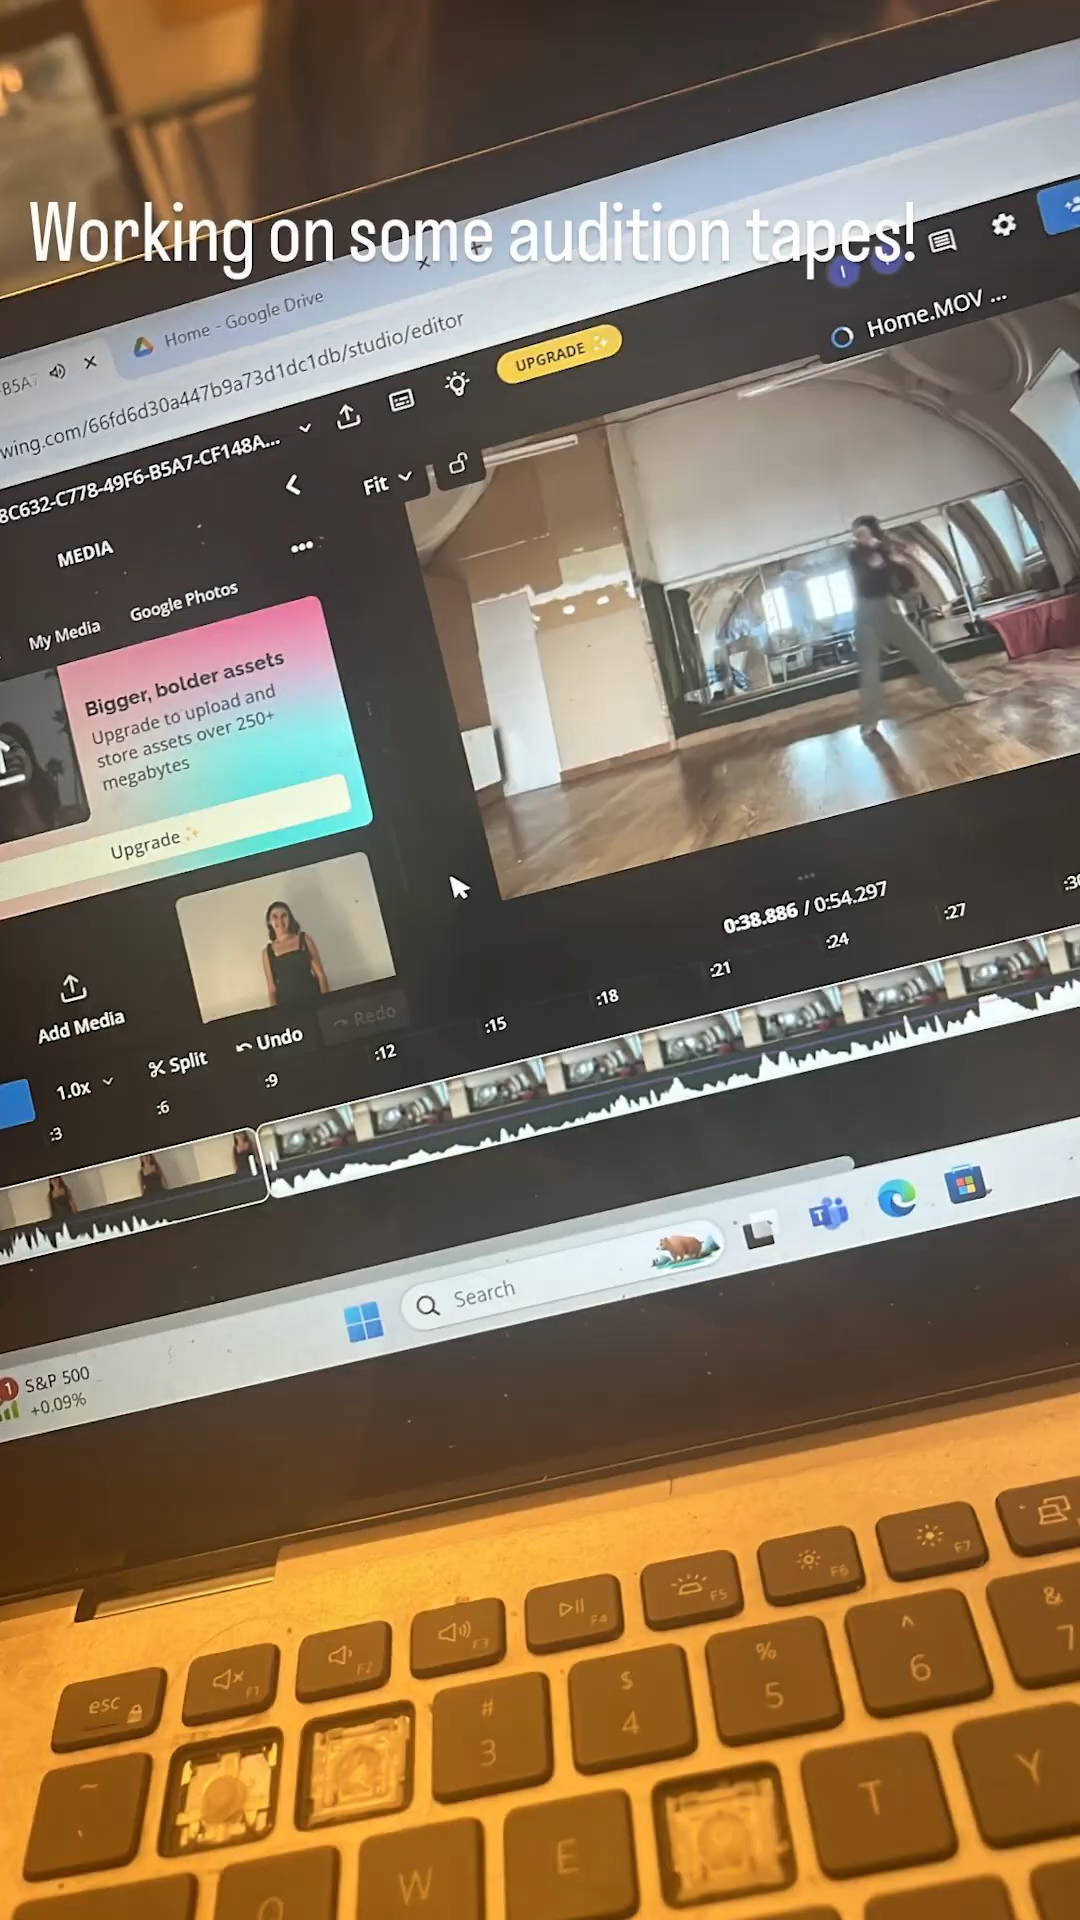 Working on some audition tapes!
Home - Google Drive
-B5A7
wing.com/66fd6d30a447b9a73d1dc1db/studio/editor
UPGRADE
Home.MOV ...
8C632-C778-49F6-B5A7-CF148A...
Fit
MEDIA
My Media
Google Photos
Bigger, bolder assets
Upgrade to upload and
store assets over 250+
megabytes
Upgrade
Add Media
0:38.886 / 0:54.297
1.0x
Split
Undo
Redo
:3
:6
:9
:12
:15
:18
:21
:24
:27
:30
Search
1
S&P 500
+0.09%
esc
F1
F2
F3
F4
F5
F6
F7
~
`
#
3
$
4
%
5
^
6
&
7
Q
W
E
T
Y